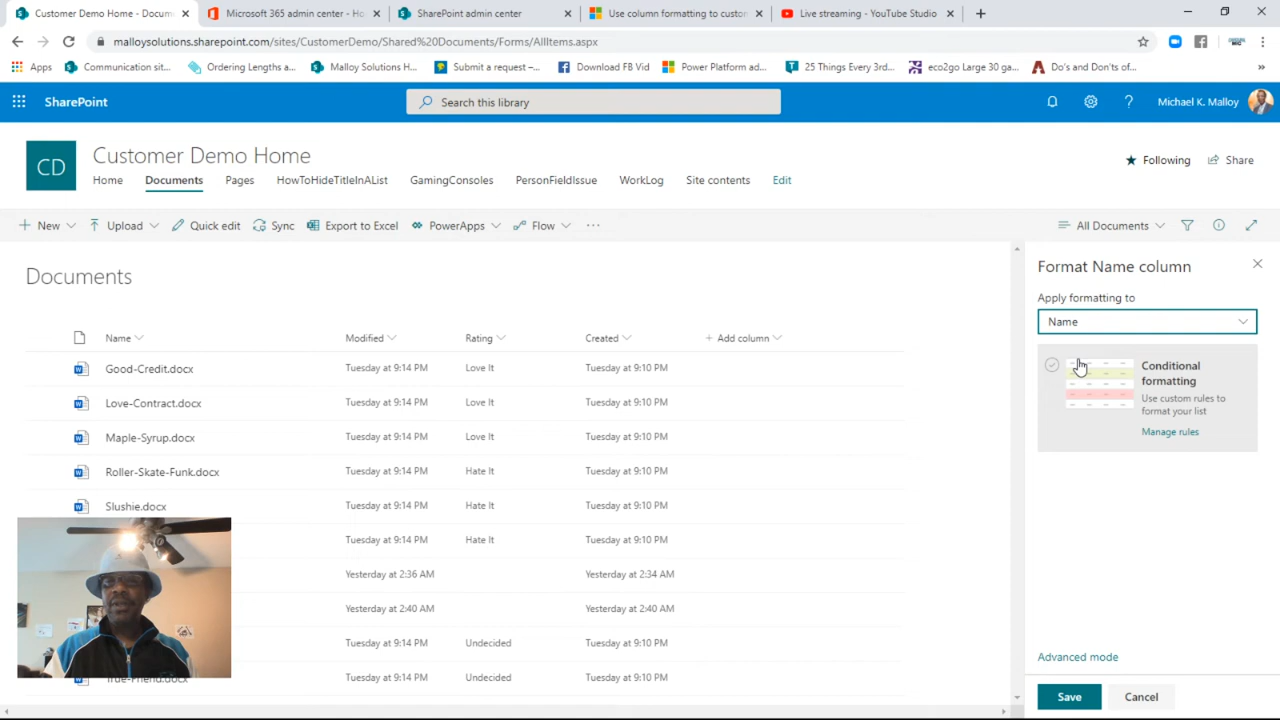 Customer Demo Home - Docume
Microsoft 365 admin center - Ho
SharePoint admin center
Use column formatting to custor
Live streaming - YouTube Studio
malloysolutions.sharepoint.com/sites/CustomerDemo/Shared%20Documents/Forms/AllItems.aspx
Apps
Communication sit...
Ordering Lengths a...
Malloy Solutions H...
Submit a request –...
Download FB Vid
Power Platform ad...
25 Things Every 3rd...
eco2go Large 30 ga...
Do's and Don'ts of...
SharePoint
Search this library
Michael K. Malloy
CD
Customer Demo Home
Following
Share
Home
Documents
Pages
HowToHideTitleInAList
GamingConsoles
PersonFieldIssue
WorkLog
Site contents
Edit
New
Upload
Quick edit
Sync
Export to Excel
PowerApps
Flow
···
All Documents
Documents
Name Modified Rating Created + Add column
Good-Credit.docx Tuesday at 9:14 PM Love It Tuesday at 9:10 PM
Love-Contract.docx Tuesday at 9:14 PM Love It Tuesday at 9:10 PM
Maple-Syrup.docx Tuesday at 9:14 PM Love It Tuesday at 9:10 PM
Roller-Skate-Funk.docx Tuesday at 9:14 PM Hate It Tuesday at 9:10 PM
Slushie.docx Tuesday at 9:14 PM Hate It Tuesday at 9:10 PM
Tuesday at 9:14 PM Hate It Tuesday at 9:10 PM
Yesterday at 2:36 AM Yesterday at 2:34 AM
Yesterday at 2:40 AM Yesterday at 2:40 AM
Tuesday at 9:14 PM Undecided Tuesday at 9:10 PM
True-Friend.docx Tuesday at 9:14 PM Undecided Tuesday at 9:10 PM
Format Name column
Apply formatting to
Name
Conditional
formatting
Use custom rules to
format your list
Manage rules
Advanced mode
Save
Cancel